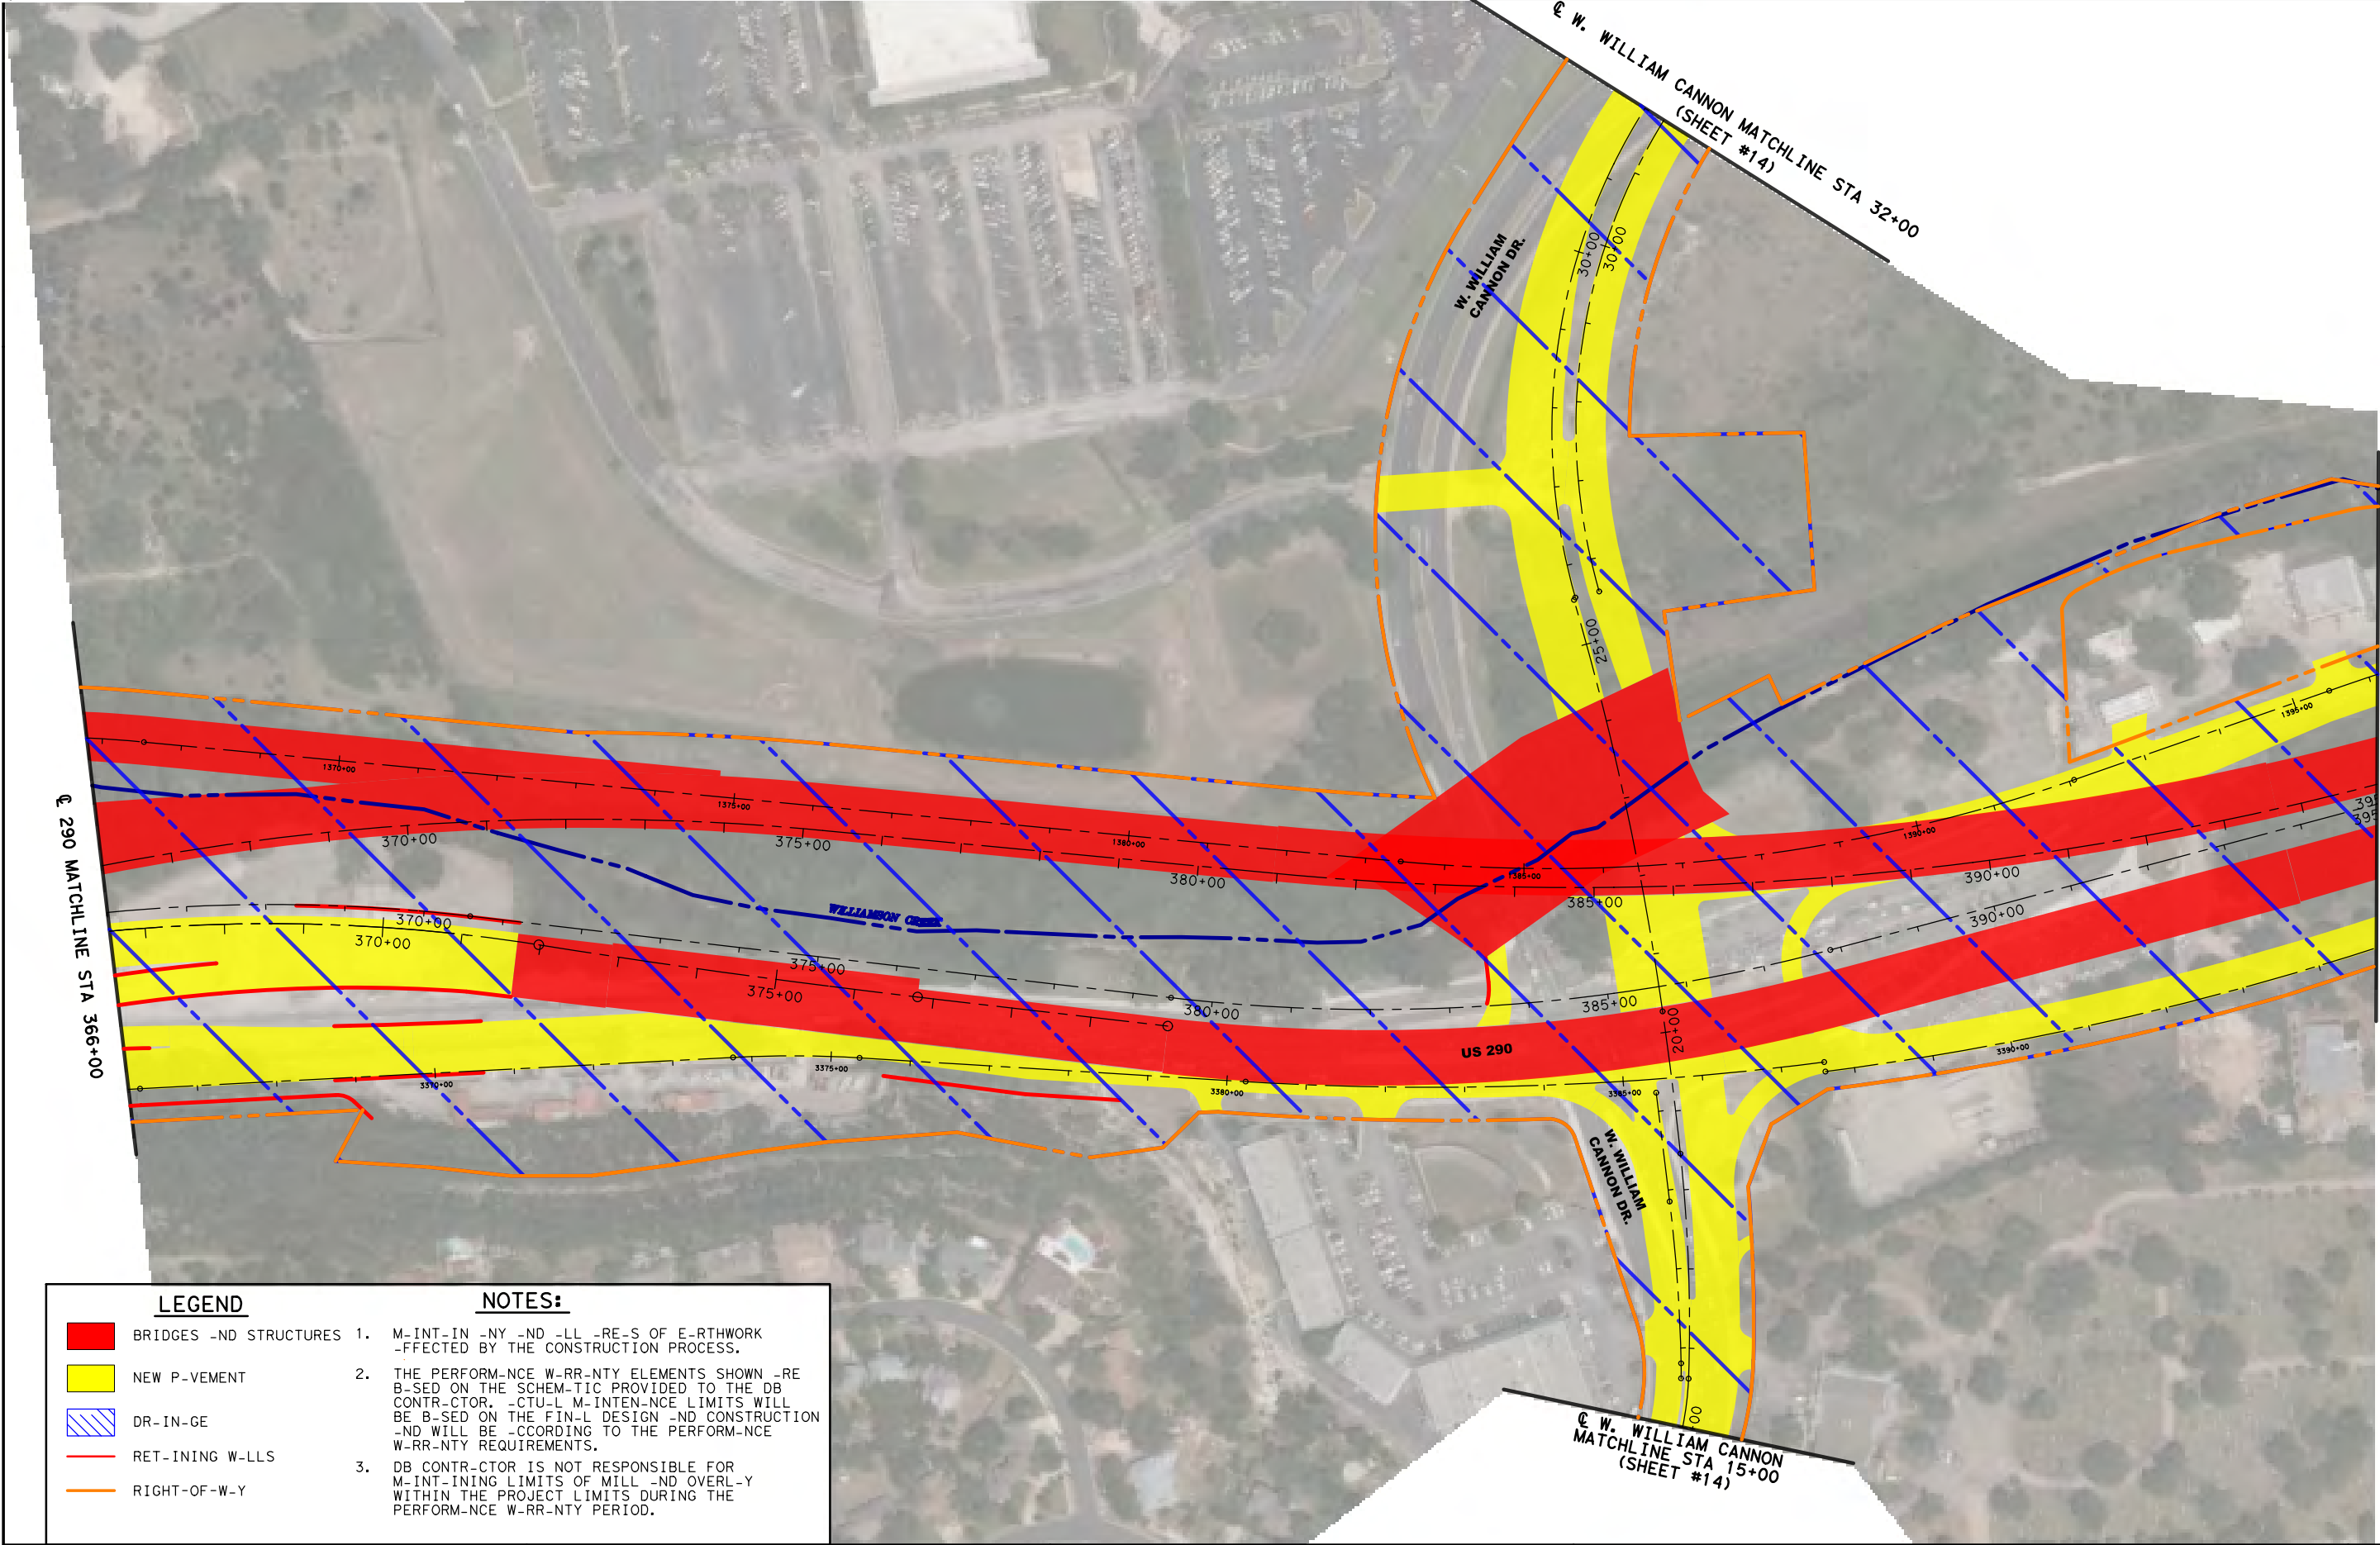 ℄ W. WILLIAM CANNON MATCHLINE STA 32+00
(SHEET #14)
W. WILLIAM
CANNON DR.
30+00
30+00
25+00
1395+00
1370+00
1375+00
1380+00
1385+00
1390+00
370+00
375+00
380+00
385+00
390+00
395
395
℄ 290 MATCHLINE STA 366+00
WILLIAMSON CREEK
370+00
370+00
375+00
375+00
380+00
385+00
390+00
20+00
US 290
3370+00
3375+00
3380+00
3385+00
3390+00
W. WILLIAM
CANNON DR.
00
℄ W. WILLIAM CANNON
MATCHLINE STA 15+00
(SHEET #14)
LEGEND
BRIDGES -ND STRUCTURES
NEW P-VEMENT
DR-IN-GE
RET-INING W-LLS
RIGHT-OF-W-Y
NOTES:
1. M-INT-IN -NY -ND -LL -RE-S OF E-RTHWORK
-FFECTED BY THE CONSTRUCTION PROCESS.
2. THE PERFORM-NCE W-RR-NTY ELEMENTS SHOWN -RE
B-SED ON THE SCHEM-TIC PROVIDED TO THE DB
CONTR-CTOR. -CTU-L M-INTEN-NCE LIMITS WILL
BE B-SED ON THE FIN-L DESIGN -ND CONSTRUCTION
-ND WILL BE -CCORDING TO THE PERFORM-NCE
W-RR-NTY REQUIREMENTS.
3. DB CONTR-CTOR IS NOT RESPONSIBLE FOR
M-INT-INING LIMITS OF MILL -ND OVERL-Y
WITHIN THE PROJECT LIMITS DURING THE
PERFORM-NCE W-RR-NTY PERIOD.